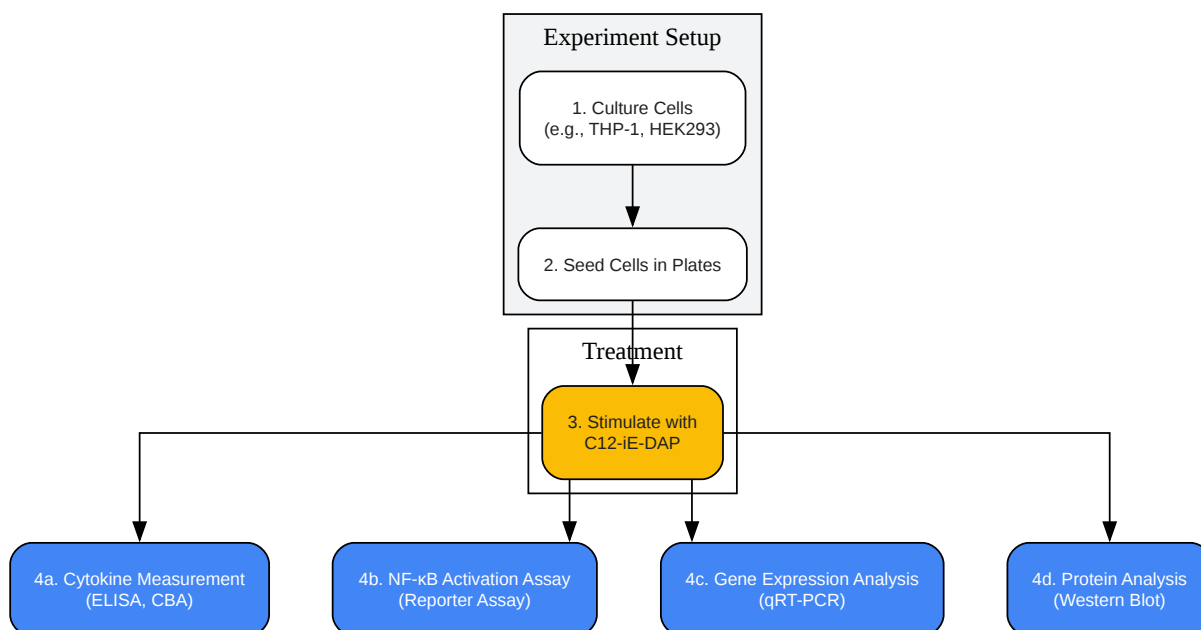 Experiment Setup
1. Culture Cells
(e.g., THP-1, HEK293)
2. Seed Cells in Plates
Treatment
3. Stimulate with
C12-iE-DAP
4a. Cytokine Measurement
(ELISA, CBA)
4b. NF-κB Activation Assay
(Reporter Assay)
4c. Gene Expression Analysis
(qRT-PCR)
4d. Protein Analysis
(Western Blot)